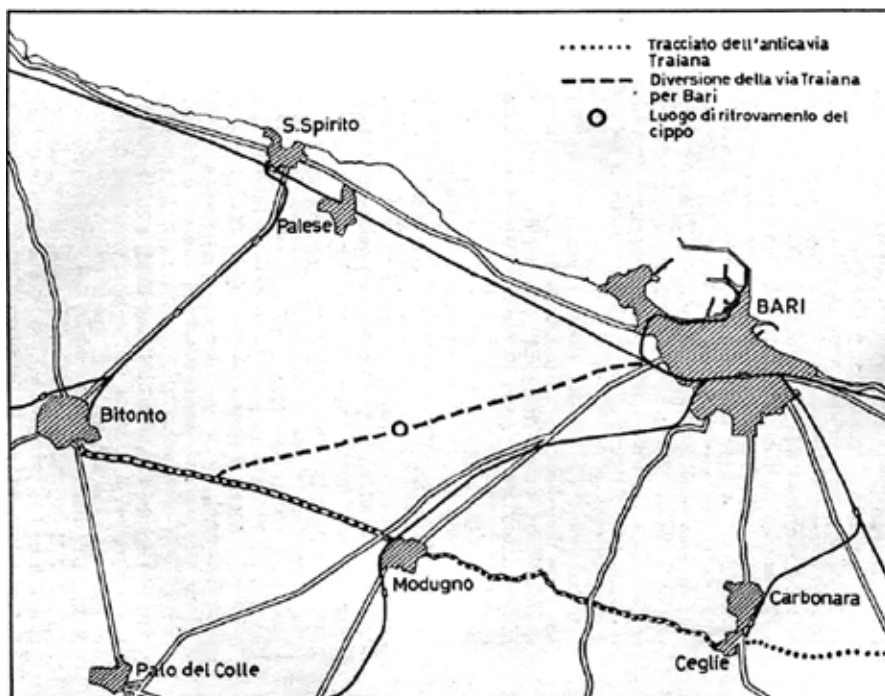 Tracciato dell'antica via
Traiana
Diversione della via Traiana
per Bari
Luogo di ritrovamento del
cippo
S.Spirito
Palese
BARI
Bitonto
Modugno
Carbonara
Ceglie
Palo del Colle